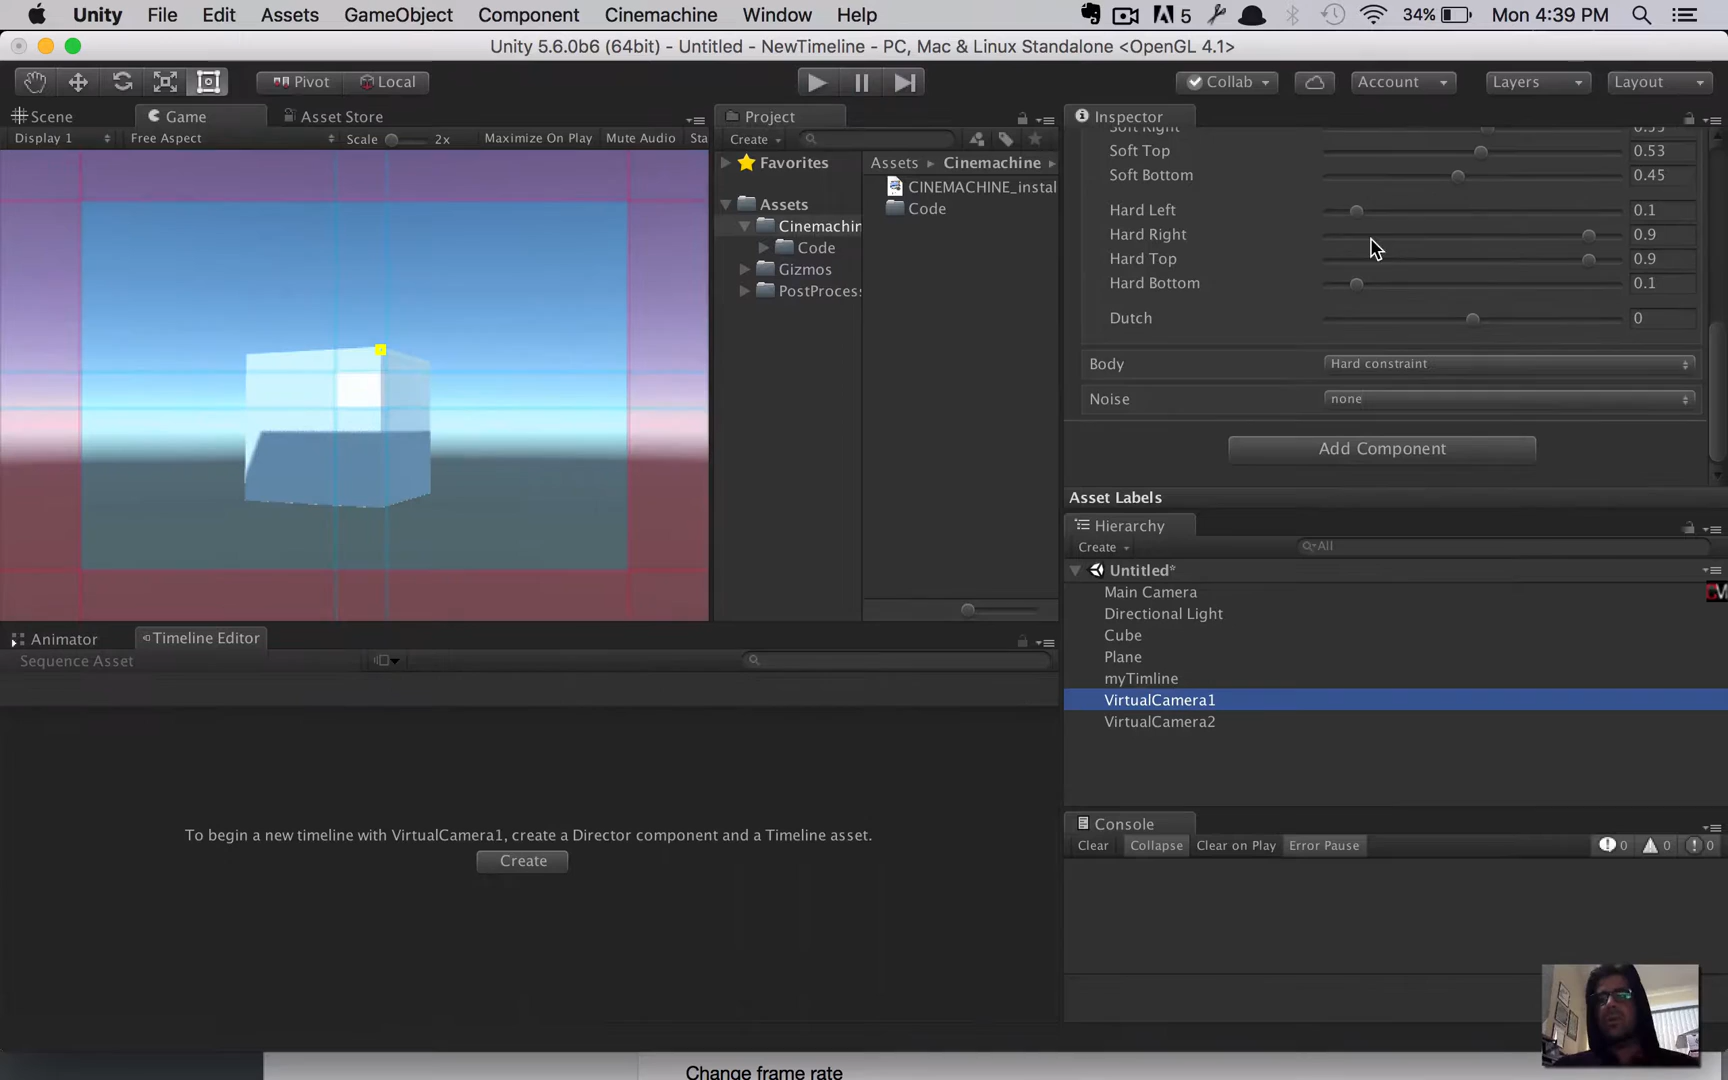 Unity File Edit Assets GameObject Component Cinemachine Window Help 5 34% Mon 4:39 PM
Unity 5.6.0b6 (64bit) - Untitled - NewTimeline - PC, Mac & Linux Standalone <OpenGL 4.1>
Pivot Local Collab Account Layers Layout
Scene Game Asset Store Project Inspector
Display 1 Free Aspect Scale 2x Maximize On Play Mute Audio Sta Create
Favorites Assets Cinemachine
CINEMACHINE_instal
Assets Code
Cinemachin
Code
Gizmos
PostProcess
Soft Right 0.55
Soft Top 0.53
Soft Bottom 0.45
Hard Left 0.1
Hard Right 0.9
Hard Top 0.9
Hard Bottom 0.1
Dutch 0
Body Hard constraint
Noise none
Add Component
Asset Labels
Hierarchy
Create All
Untitled*
Main Camera
Directional Light
Cube
Plane
myTimline
VirtualCamera1
VirtualCamera2
Animator Timeline Editor
Sequence Asset
To begin a new timeline with VirtualCamera1, create a Director component and a Timeline asset.
Create
Console
Clear Collapse Clear on Play Error Pause 0 0 0
Change frame rate